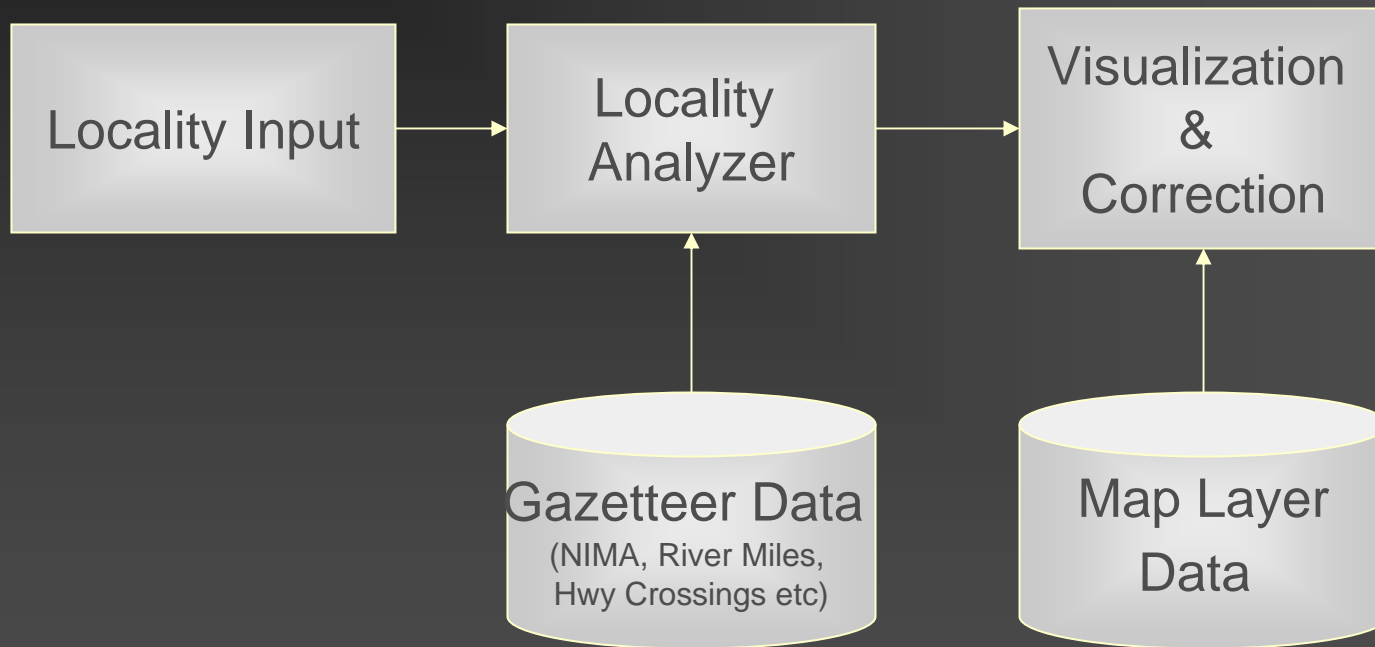 Locality Input
Locality
Analyzer
Visualization
&
Correction
Gazetteer Data
(NIMA, River Miles,
Hwy Crossings etc)
Map Layer
Data